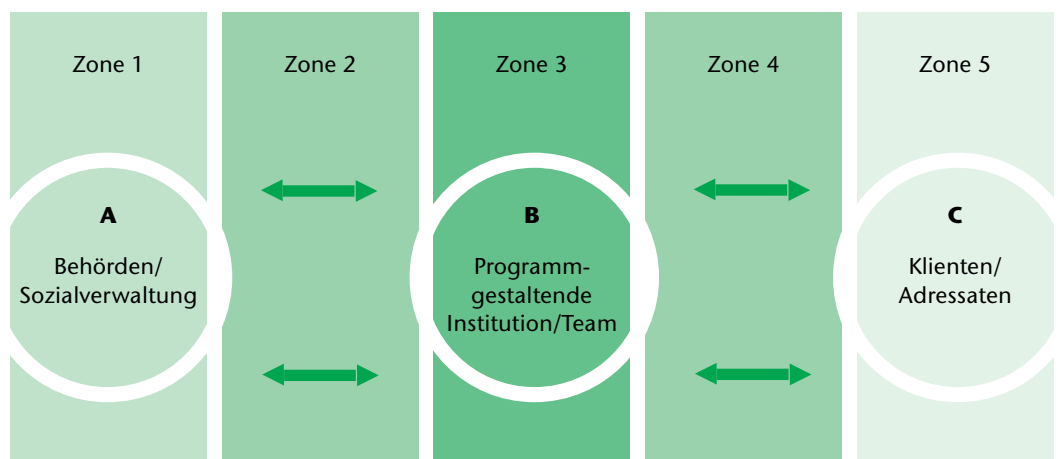 Zone 1
Zone 2
Zone 3
Zone 4
Zone 5
A
Behörden/
Sozialverwaltung
B
Programm-
gestaltende
Institution/Team
C
Klienten/
Adressaten